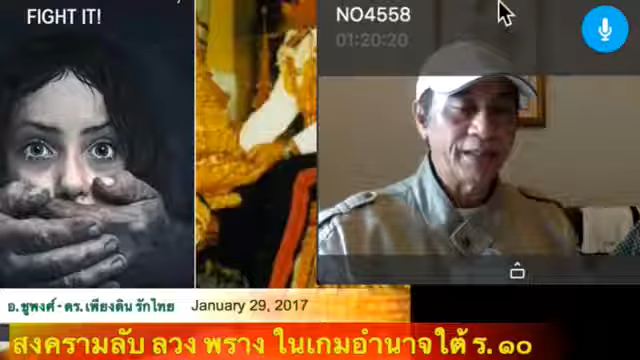 FIGHT IT!
NO4558
01:20:20
อ.ชูพงศ์ - ดร. เพียงดิน รักไทย January 29, 2017
สงครามลับ ลวง พราง ในเกมอำนาจใต้ ร. ๑๐